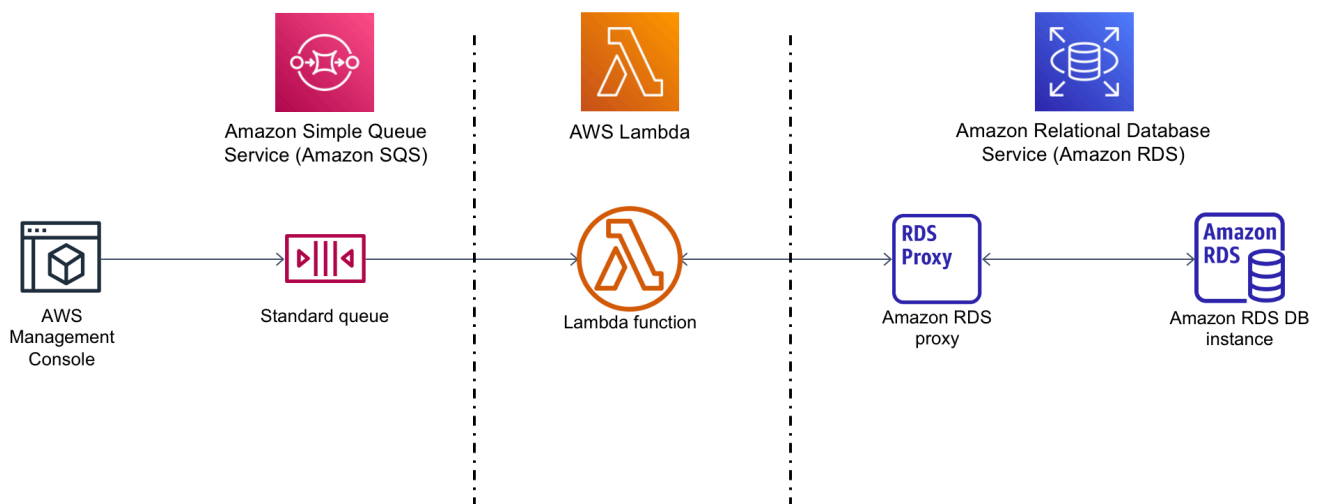 Amazon Simple Queue
Service (Amazon SQS)
AWS Lambda
Amazon Relational Database
Service (Amazon RDS)
AWS
Management
Console
Standard queue
Lambda function
RDS
Proxy
Amazon RDS
proxy
Amazon
RDS
Amazon RDS DB
instance